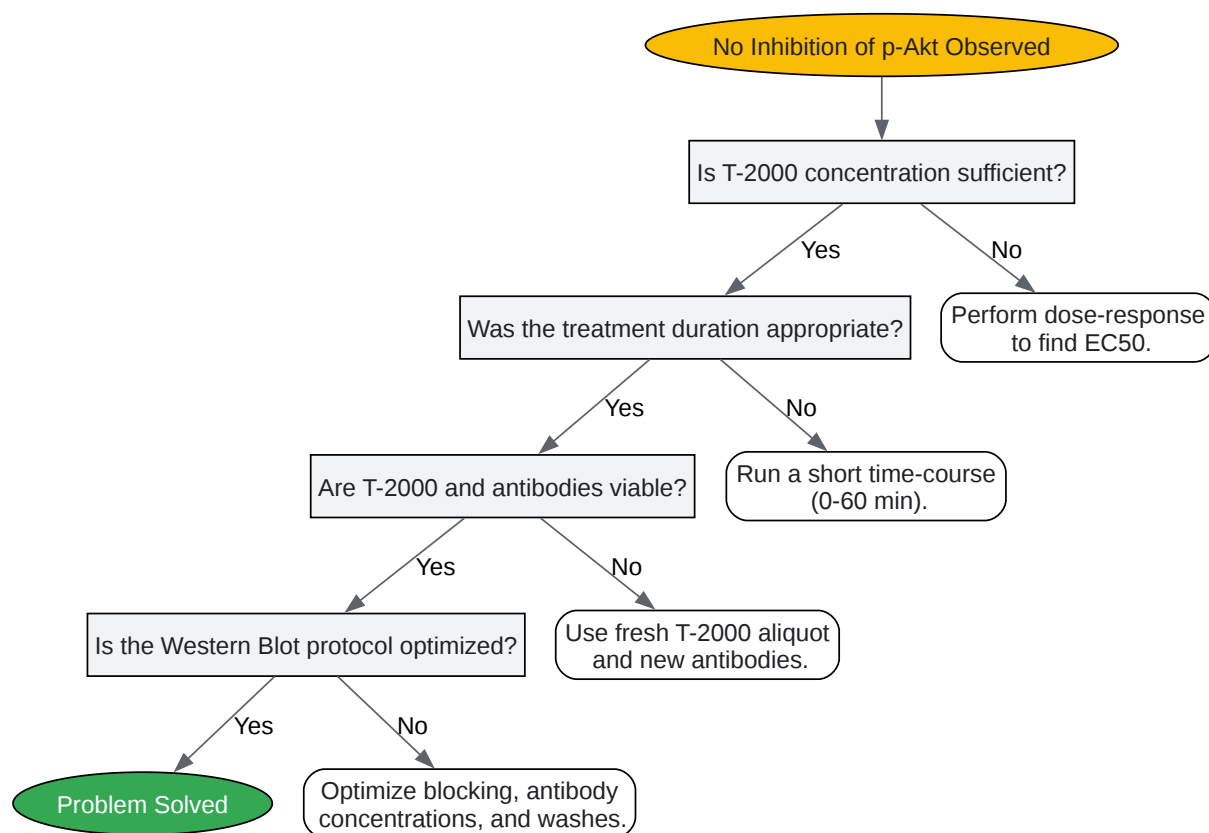 No Inhibition of p-Akt Observed
Is T-2000 concentration sufficient?
Yes
No
Was the treatment duration appropriate?
Perform dose-response
to find EC50.
Yes
No
Are T-2000 and antibodies viable?
Run a short time-course
(0-60 min).
Yes
No
Is the Western Blot protocol optimized?
Use fresh T-2000 aliquot
and new antibodies.
Yes
No
Problem Solved
Optimize blocking, antibody
concentrations, and washes.